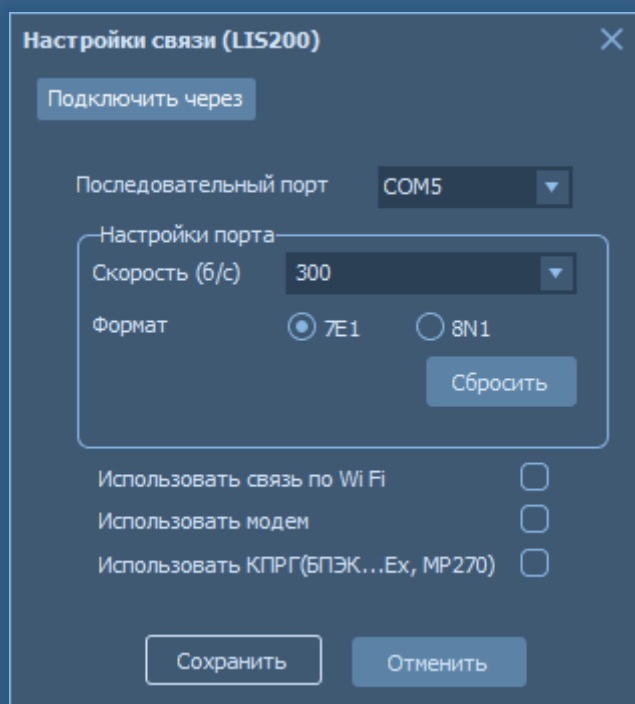 Настройки связи (LIS200)
Подключить через
Последовательный порт COM5
Настройки порта
Скорость (б/с) 300
Формат 7E1 8N1
Сбросить
Использовать связь по Wi Fi
Использовать модем
Использовать КПРГ(БПЭК...Ex, MP270)
Сохранить Отменить